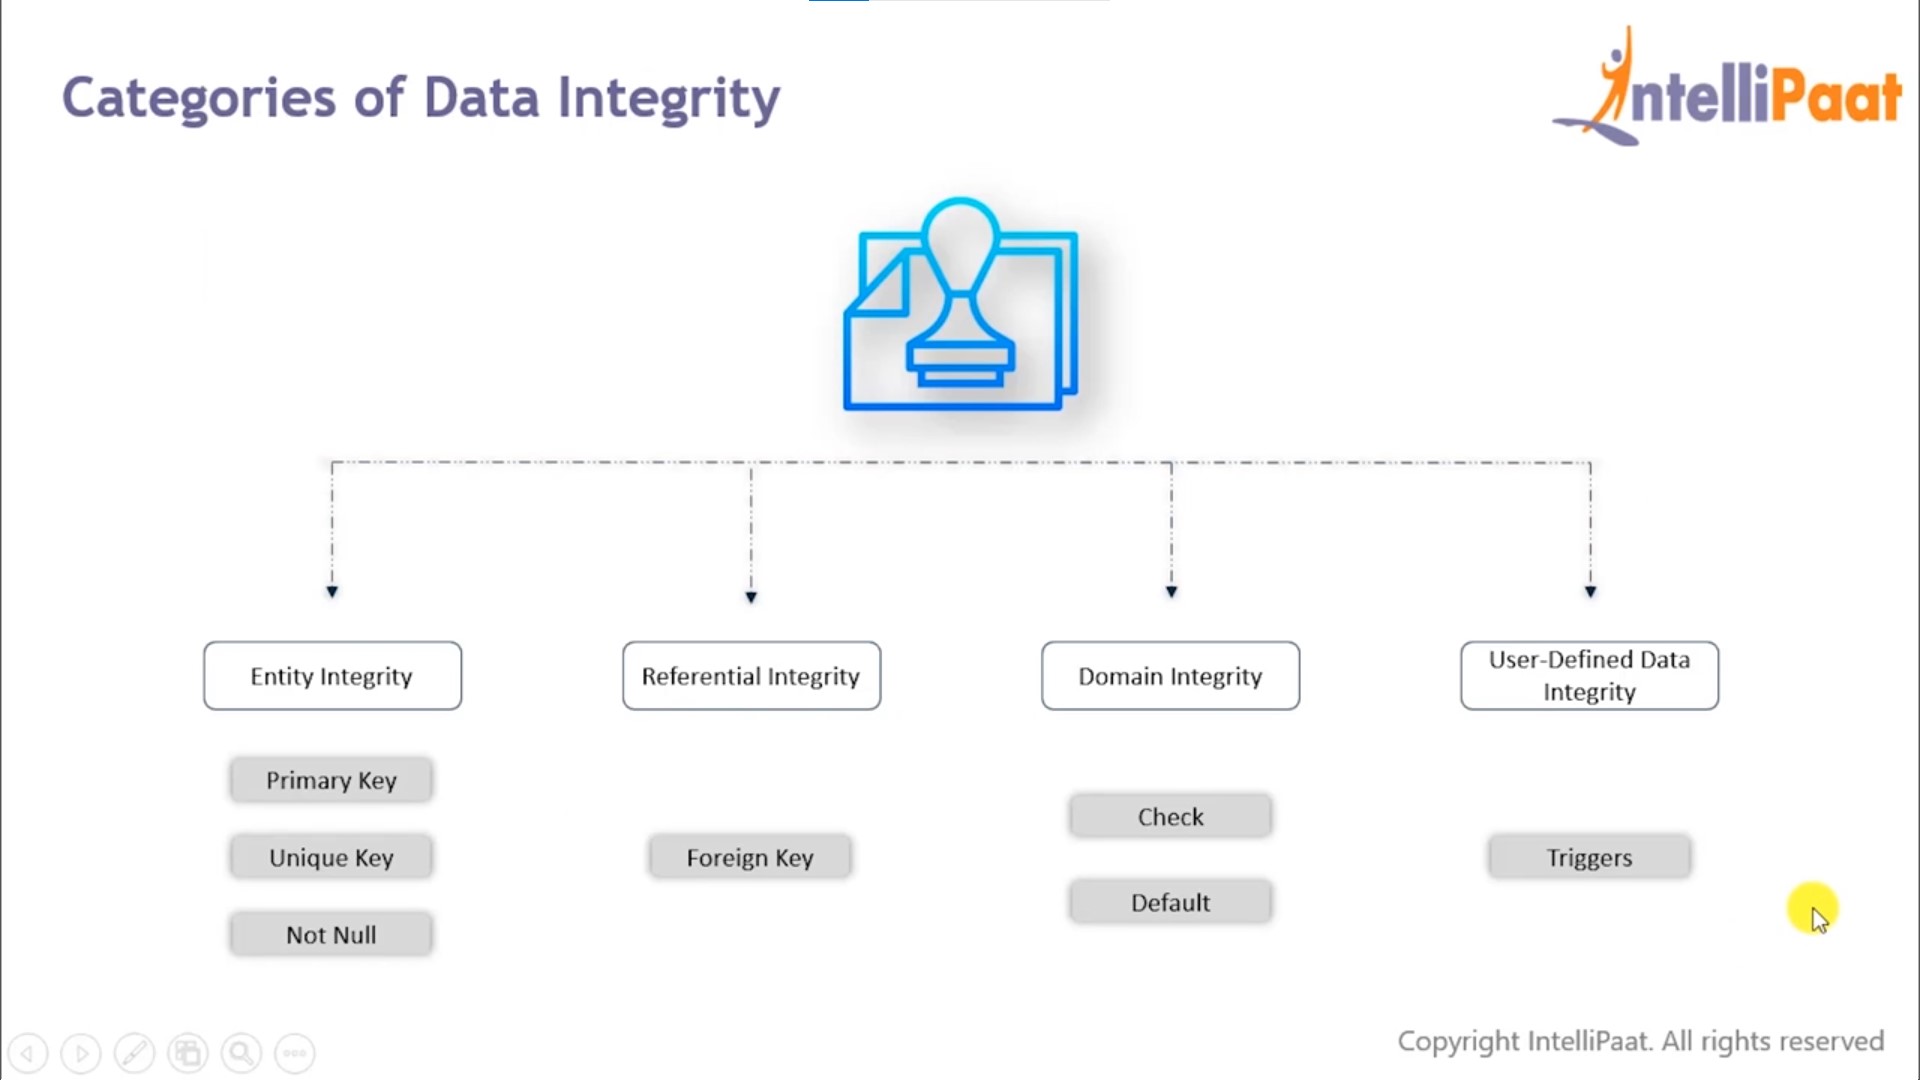 Categories of Data Integrity
IntelliPaat
Entity Integrity
Primary Key
Unique Key
Not Null
Referential Integrity
Foreign Key
Domain Integrity
Check
Default
User-Defined Data
Integrity
Triggers
Copyright IntelliPaat. All rights reserved